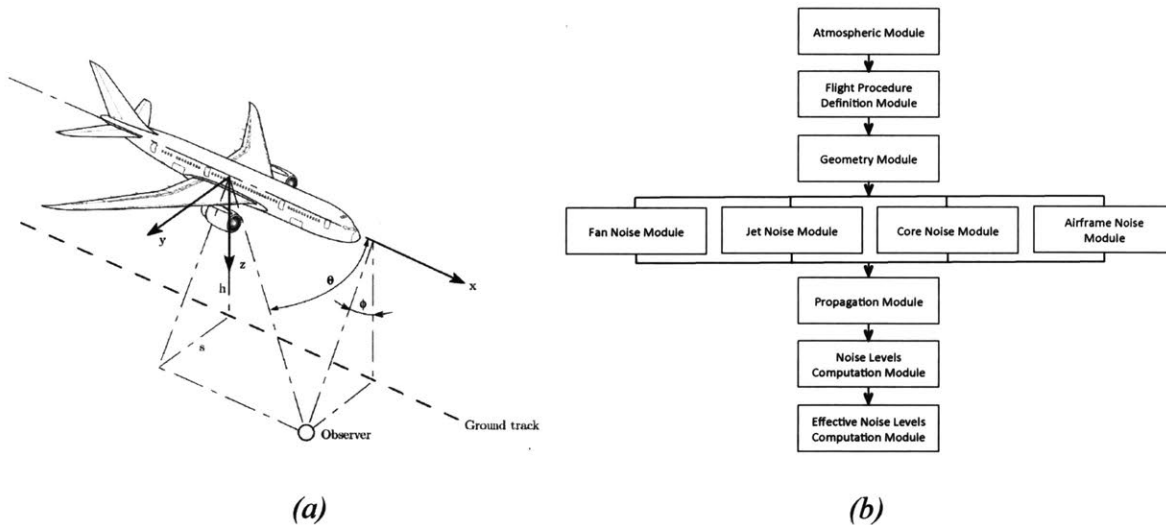 y
z
h
s
θ
ϕ
x
Ground track
Observer
(a)
Atmospheric Module
Flight Procedure
Definition Module
Geometry Module
Fan Noise Module
Jet Noise Module
Core Noise Module
Airframe Noise
Module
Propagation Module
Noise Levels
Computation Module
Effective Noise Levels
Computation Module
(b)